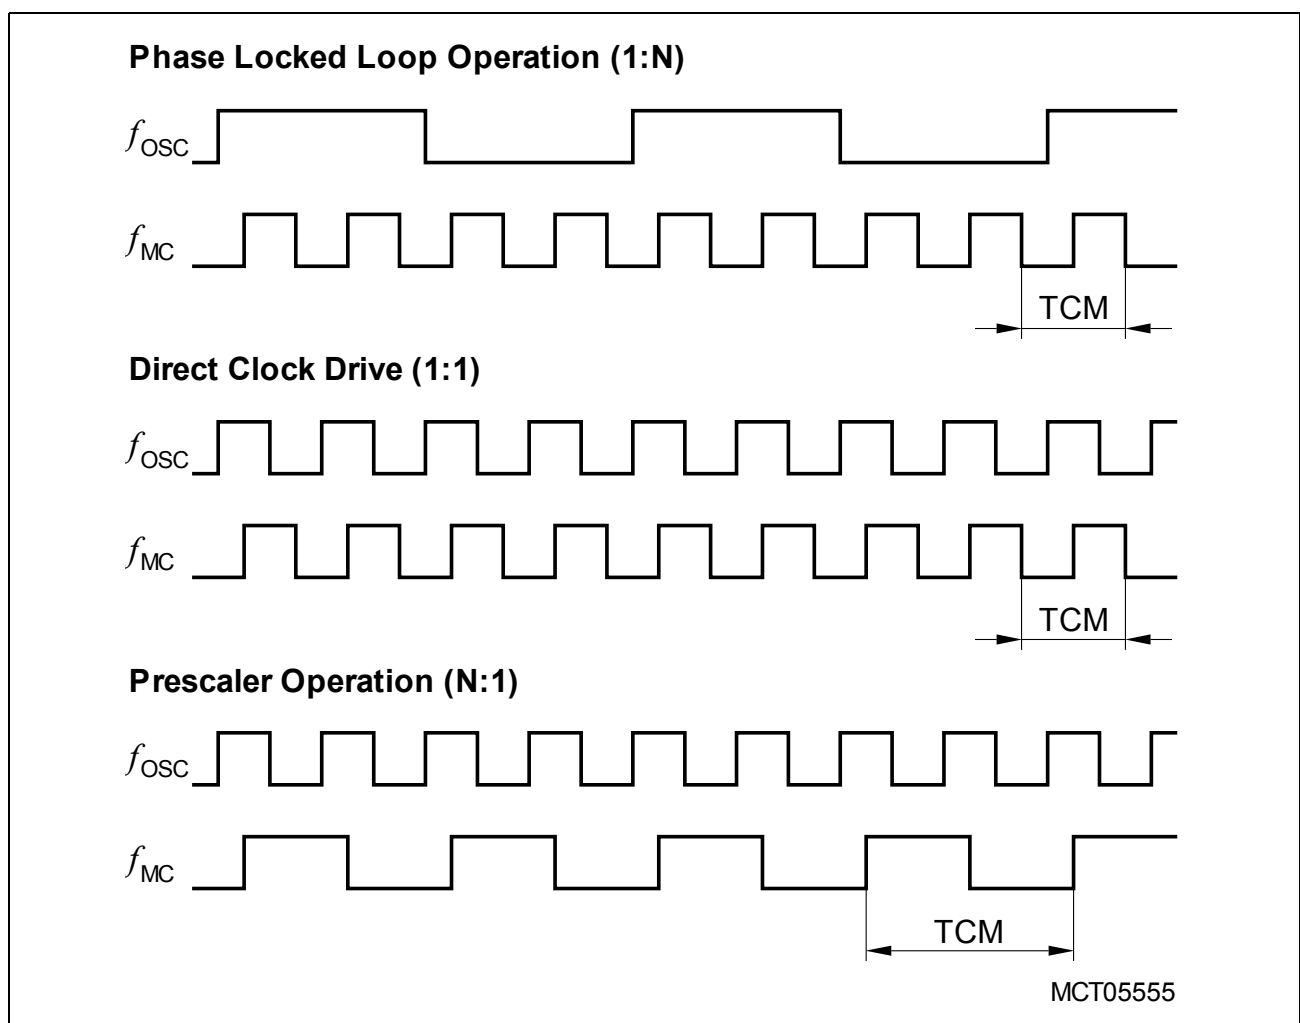 Phase Locked Loop Operation (1:N)
fOSC
fMC
TCM
Direct Clock Drive (1:1)
fOSC
fMC
TCM
Prescaler Operation (N:1)
fOSC
fMC
TCM
MCT05555